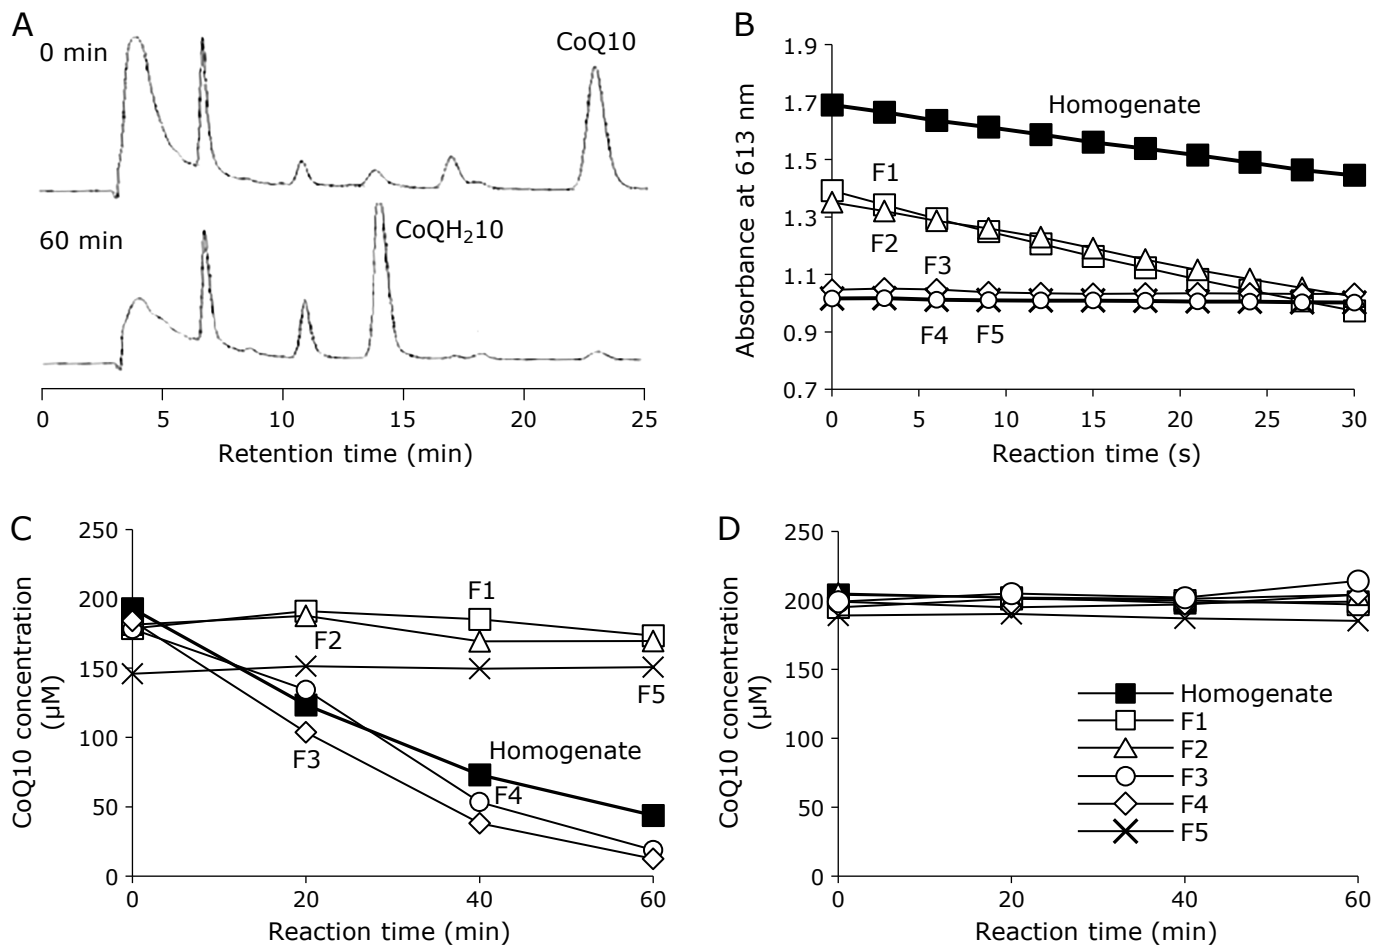 A
0 min
CoQ10
60 min
CoQH₂10
0 5 10 15 20 25
Retention time (min)
B
Absorbance at 613 nm
1.9
1.7
1.5
1.3
1.1
0.9
0.7
Homogenate
F1
F2
F3
F4 F5
0 5 10 15 20 25 30
Reaction time (s)
C
CoQ10 concentration
(μM)
250
200
150
100
50
0
F1
F2
F5
F3
Homogenate
F4
0 20 40 60
Reaction time (min)
D
CoQ10 concentration
(μM)
250
200
150
100
50
0
Homogenate
F1
F2
F3
F4
F5
0 20 40 60
Reaction time (min)